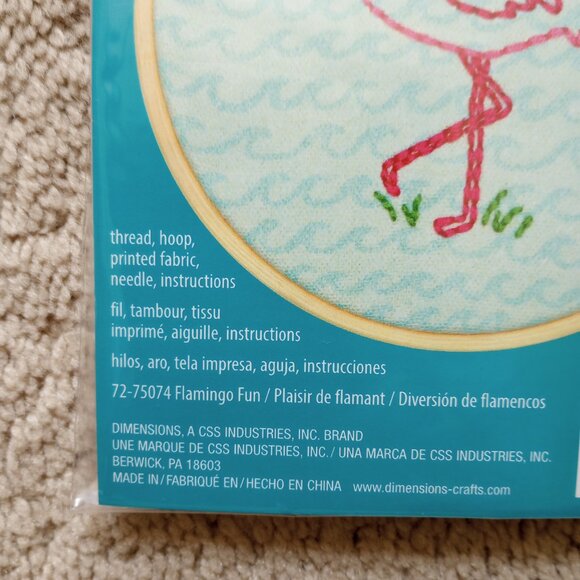 thread, hoop,
printed fabric,
needle, instructions
fil, tambour, tissu
imprimé, aiguille, instructions
hilos, aro, tela impresa, aguja, instrucciones
72-75074 Flamingo Fun / Plaisir de flamant / Diversión de flamencos
DIMENSIONS, A CSS INDUSTRIES, INC. BRAND
UNE MARQUE DE CSS INDUSTRIES, INC. / UNA MARCA DE CSS INDUSTRIES, INC.
BERWICK, PA 18603
MADE IN / FABRIQUÉ EN / HECHO EN CHINA www.dimensions-crafts.com